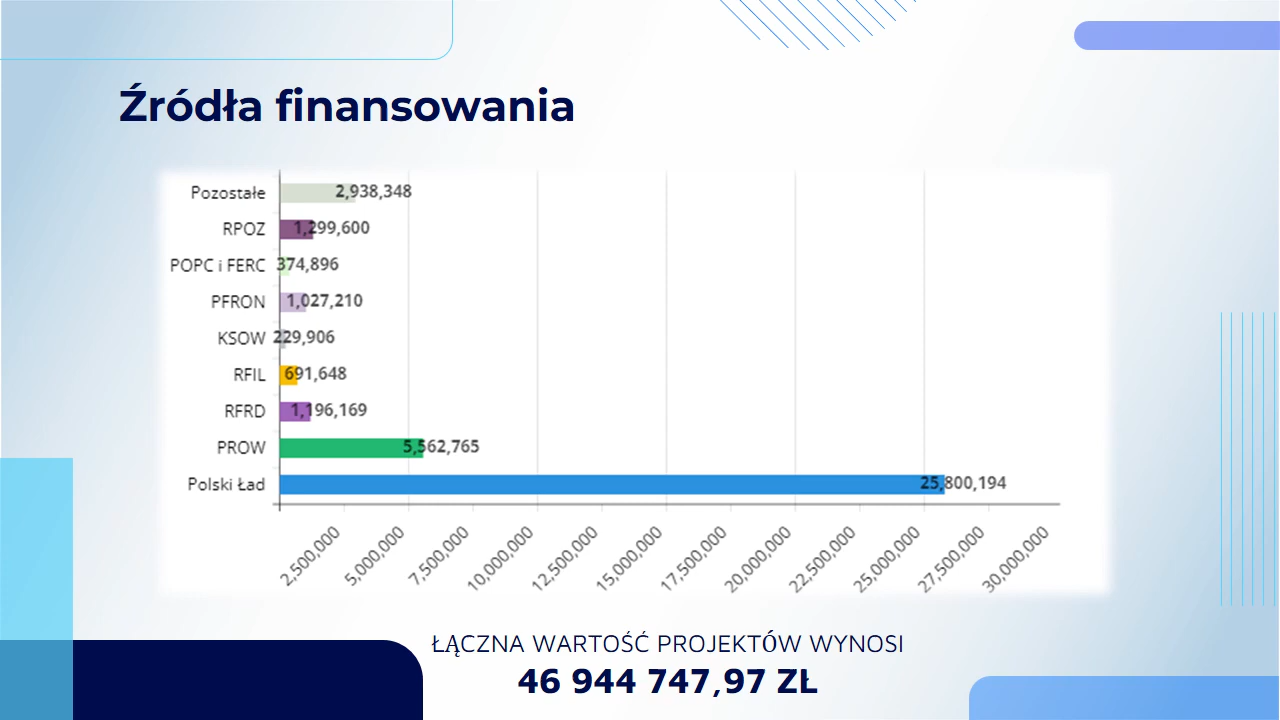 Źródła finansowania
Pozostałe 2,938,348
RPOZ 1,299,600
POPC i FERC 374,896
PFRON 1,027,210
KSOW 229,906
RFIL 691,648
RFRD 1,196,169
PROW 5,562,765
Polski Ład 25,800,194
2,500,000 5,000,000 7,500,000 10,000,000 12,500,000 15,000,000 17,500,000 20,000,000 22,500,000 25,000,000 27,500,000 30,000,000
ŁĄCZNA WARTOŚĆ PROJEKTÓW WYNOSI
46 944 747,97 ZŁ